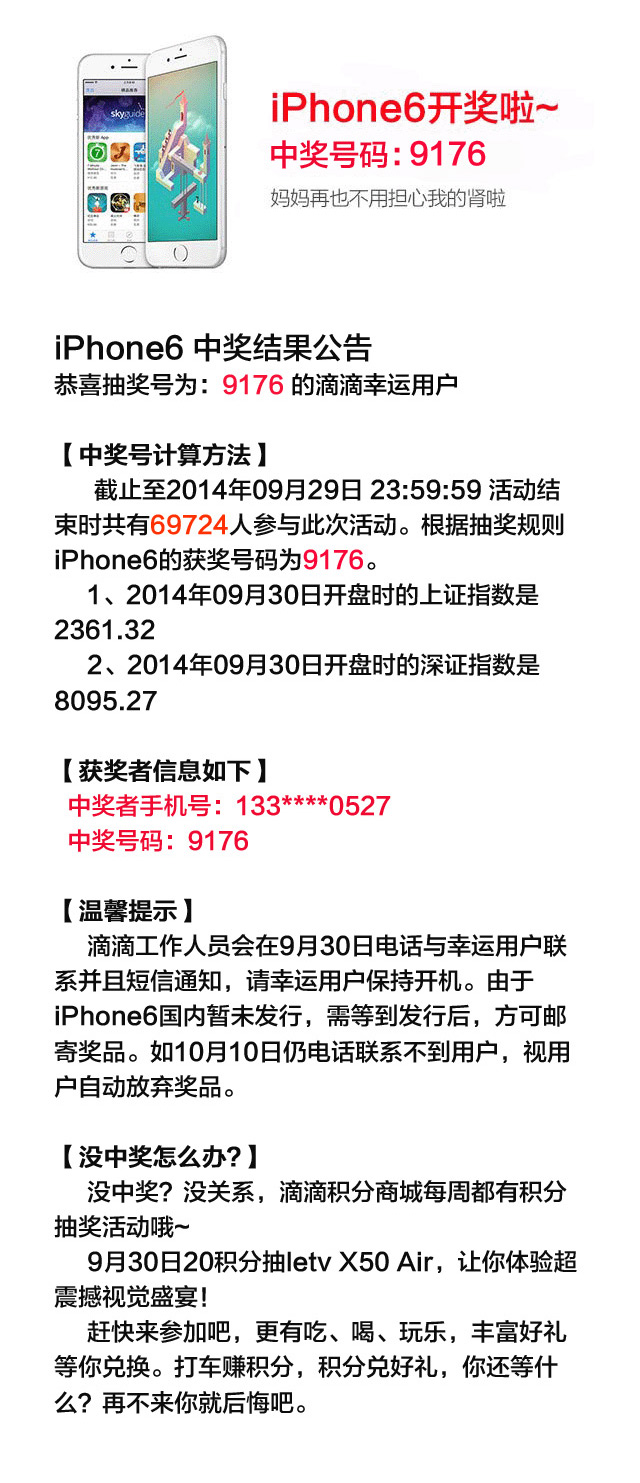 skyguide
iPhone6开奖啦~
中奖号码：9176
妈妈再也不用担心我的肾啦
iPhone6 中奖结果公告
恭喜抽奖号为：9176 的滴滴幸运用户
【中奖号计算方法】
截止至2014年09月29日 23:59:59 活动结
束时共有69724人参与此次活动。根据抽奖规则
iPhone6的获奖号码为9176。
1、2014年09月30日开盘时的上证指数是
2361.32
2、2014年09月30日开盘时的深证指数是
8095.27
【获奖者信息如下】
中奖者手机号：133****0527
中奖号码：9176
【温馨提示】
滴滴工作人员会在9月30日电话与幸运用户联
系并且短信通知，请幸运用户保持开机。由于
iPhone6国内暂未发行，需等到发行后，方可邮
寄奖品。如10月10日仍电话联系不到用户，视用
户自动放弃奖品。
【没中奖怎么办?】
没中奖？没关系，滴滴积分商城每周都有积分
抽奖活动哦~
9月30日20积分抽letv X50 Air，让你体验超
震撼视觉盛宴！
赶快来参加吧，更有吃、喝、玩乐，丰富好礼
等你兑换。打车赚积分，积分兑好礼，你还等什
么？再不来你就后悔吧。